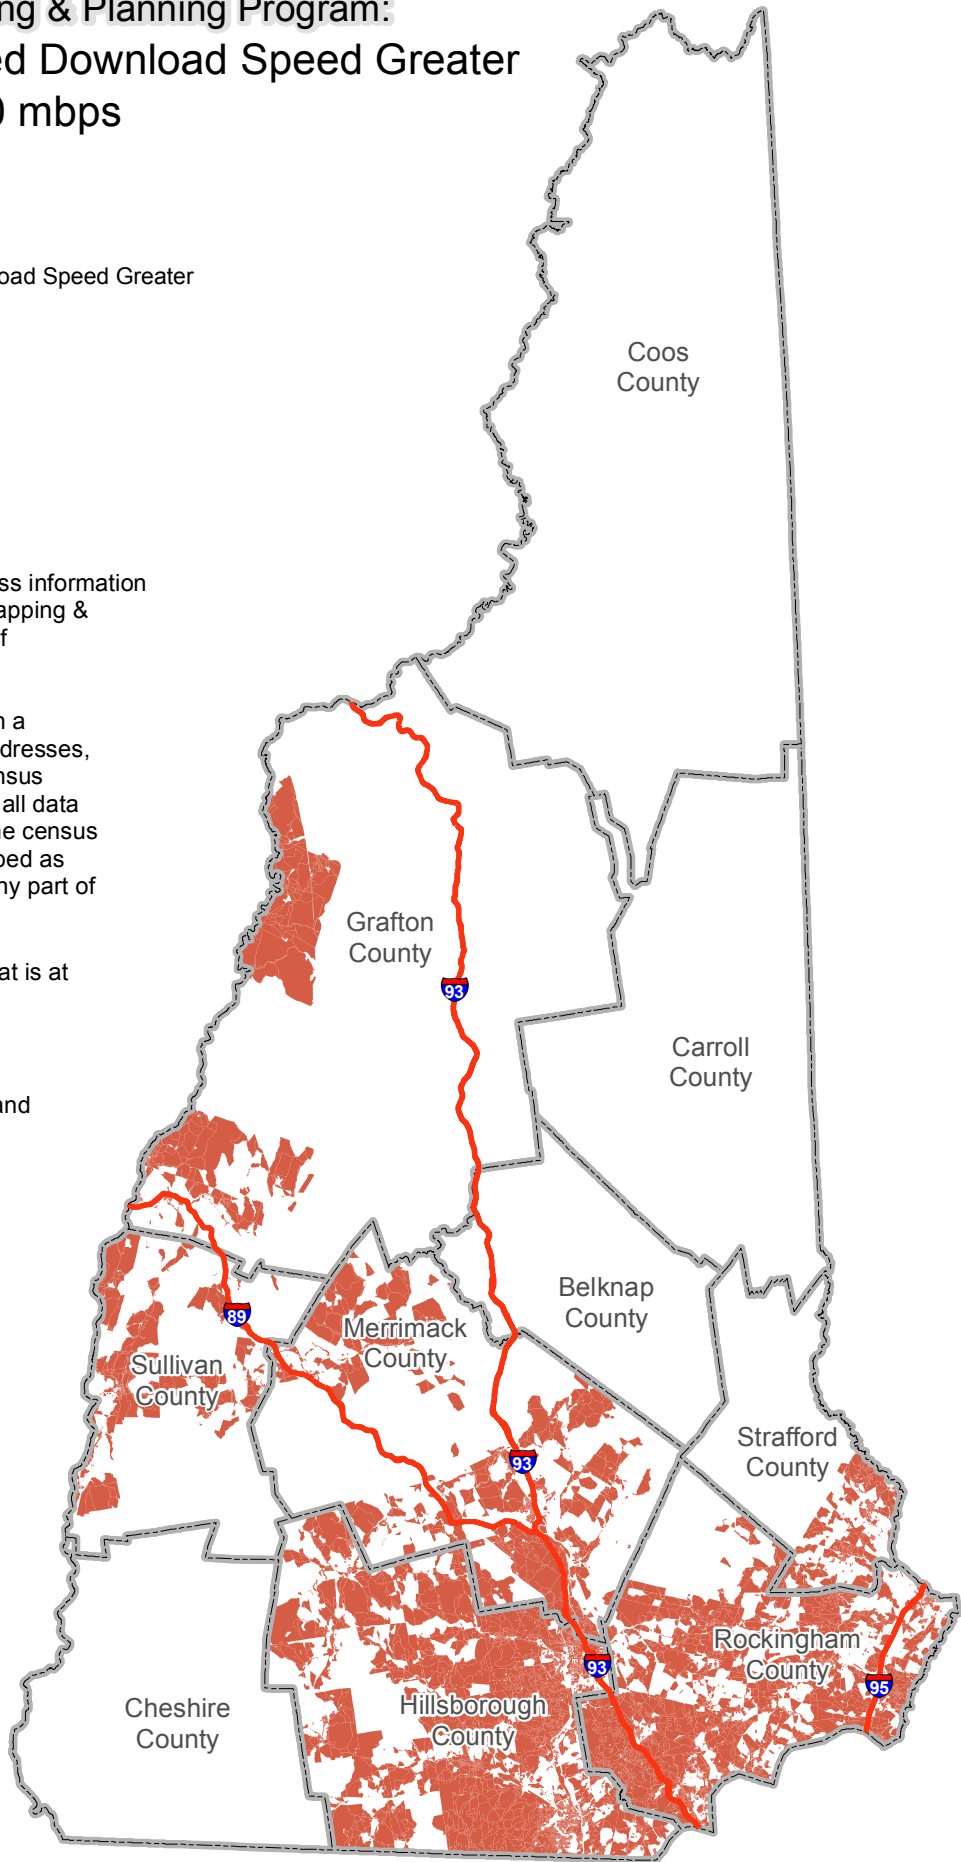 ng & Planning Program:
ed Download Speed Greater
0 mbps
oad Speed Greater
Coos
County
ss information
apping &
f
n a
dresses,
nsus
all data
ne census
ped as
ny part of
Grafton
County
at is at
93
Carroll
County
and
Belknap
County
89
Merrimack
County
Sullivan
County
Strafford
County
93
Rockingham
County
93
95
Hillsborough
County
Cheshire
County